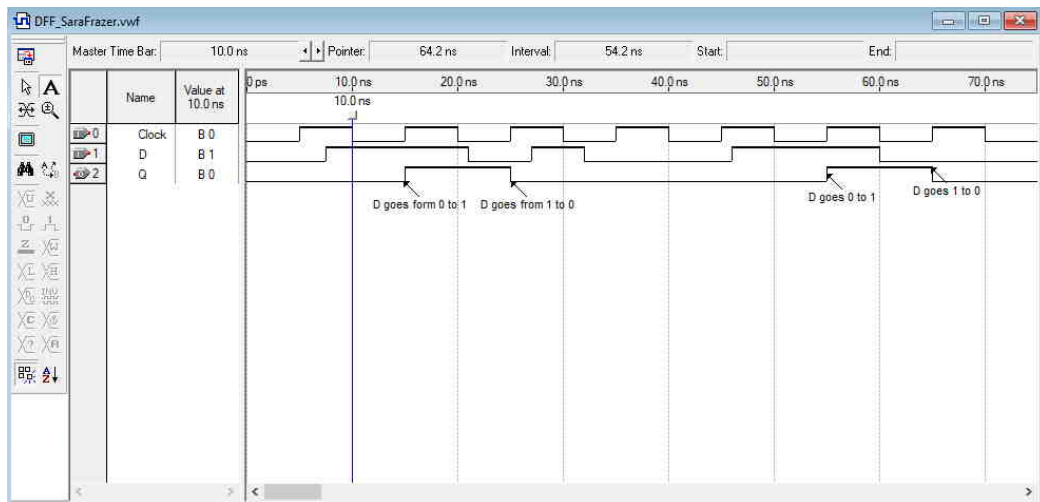 DFF_SaraFrazer.vwf
Master Time Bar: 10.0 ns Pointer: 64.2 ns Interval: 54.2 ns Start: End:
Name Value at 10.0 ns
0 ps 10.0 ns 20.0 ns 30.0 ns 40.0 ns 50.0 ns 60.0 ns 70.0 ns
10.0 ns
0 Clock B 0
1 D B 1
2 Q B 0
D goes form 0 to 1 D goes from 1 to 0 D goes 0 to 1 D goes 1 to 0